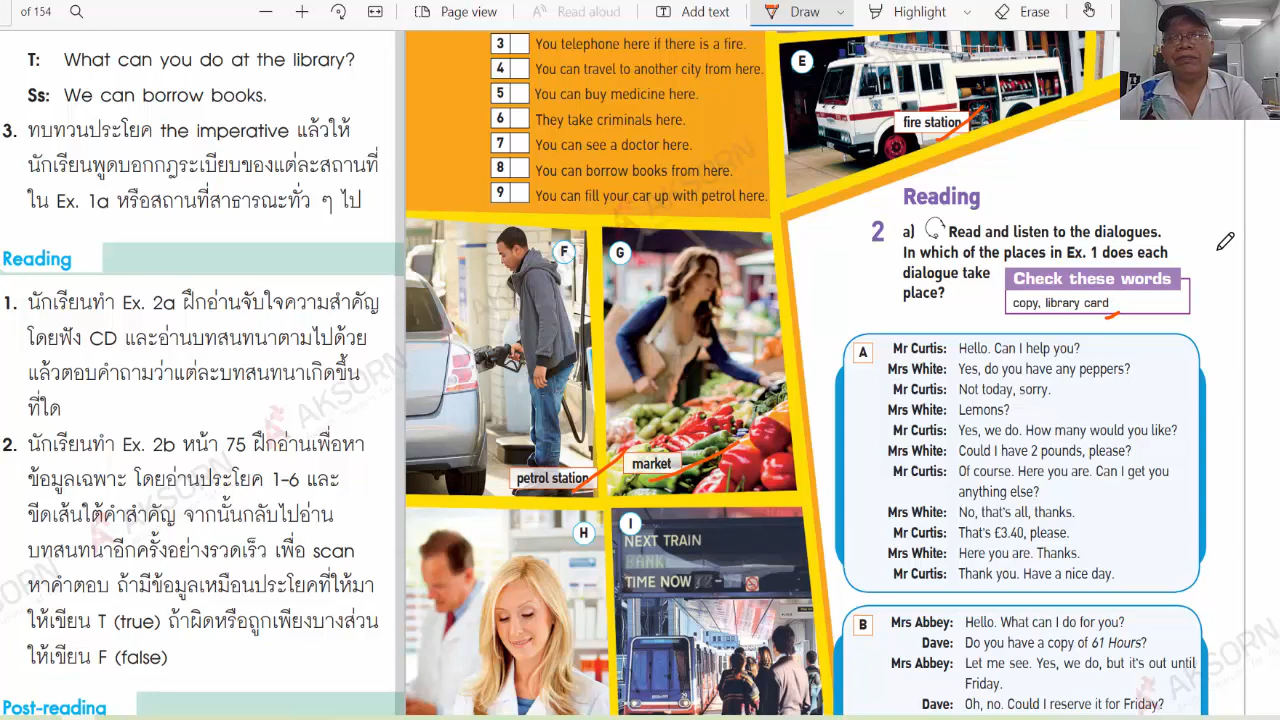 of 154
Page view
Read aloud
Add text
Draw
Highlight
Erase
T: What can you do at the library?
Ss: We can borrow books.
3. ทบทวนประโยค the imperative แล้วให้
นักเรียนพูดบอกกฎระเบียบของแต่ละสถานที่
ใน Ex. 1a หรือสถานที่สาธารณะทั่ว ๆ ไป
Reading
1. นักเรียนทำ Ex. 2a ฝึกอ่านจับใจความสำคัญ
โดยฟัง CD และอ่านบทสนทนาตามไปด้วย
แล้วตอบคำถามว่าแต่ละบทสนทนาเกิดขึ้น
ที่ใด
2. นักเรียนทำ Ex. 2b หน้า 75 ฝึกอ่านเพื่อหา
ข้อมูลเฉพาะ โดยอ่านประโยค 1-6 และ
ขีดเส้นใต้คำสำคัญ จากนั้นกลับไปอ่าน
บทสนทนาอีกครั้งอย่างรวดเร็ว เพื่อ scan
หาคำตอบ ถ้ามีข้อมูลเหมือนประโยคที่ให้มา
ให้เขียน T (true) ถ้าผิดหรือถูกเพียงบางส่วน
ให้เขียน F (false)
Post-reading
3 You telephone here if there is a fire.
4 You can travel to another city from here.
5 You can buy medicine here.
6 They take criminals here.
7 You can see a doctor here.
8 You can borrow books from here.
9 You can fill your car up with petrol here.
E
fire station
F
petrol station
G
market
H
I
NEXT TRAIN
BANK
TIME NOW
AKSORN
Reading
2 a) Read and listen to the dialogues.
In which of the places in Ex. 1 does each
dialogue take
place?
Check these words
copy, library card
A
Mr Curtis: Hello. Can I help you?
Mrs White: Yes, do you have any peppers?
Mr Curtis: Not today, sorry.
Mrs White: Lemons?
Mr Curtis: Yes, we do. How many would you like?
Mrs White: Could I have 2 pounds, please?
Mr Curtis: Of course. Here you are. Can I get you
anything else?
Mrs White: No, that's all, thanks.
Mr Curtis: That's £3.40, please.
Mrs White: Here you are. Thanks.
Mr Curtis: Thank you. Have a nice day.
B
Mrs Abbey: Hello. What can I do for you?
Dave: Do you have a copy of 61 Hours?
Mrs Abbey: Let me see. Yes, we do, but it's out until
Friday.
Dave: Oh, no. Could I reserve it for Friday?